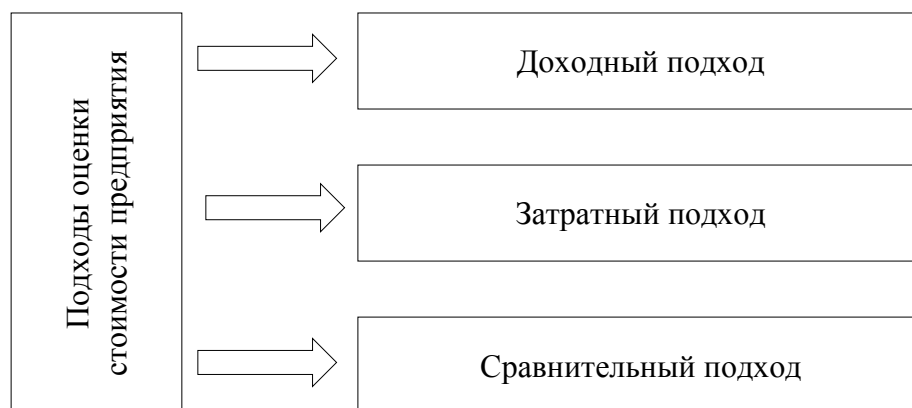 Подходы оценки
стоимости предприятия
Доходный подход
Затратный подход
Сравнительный подход